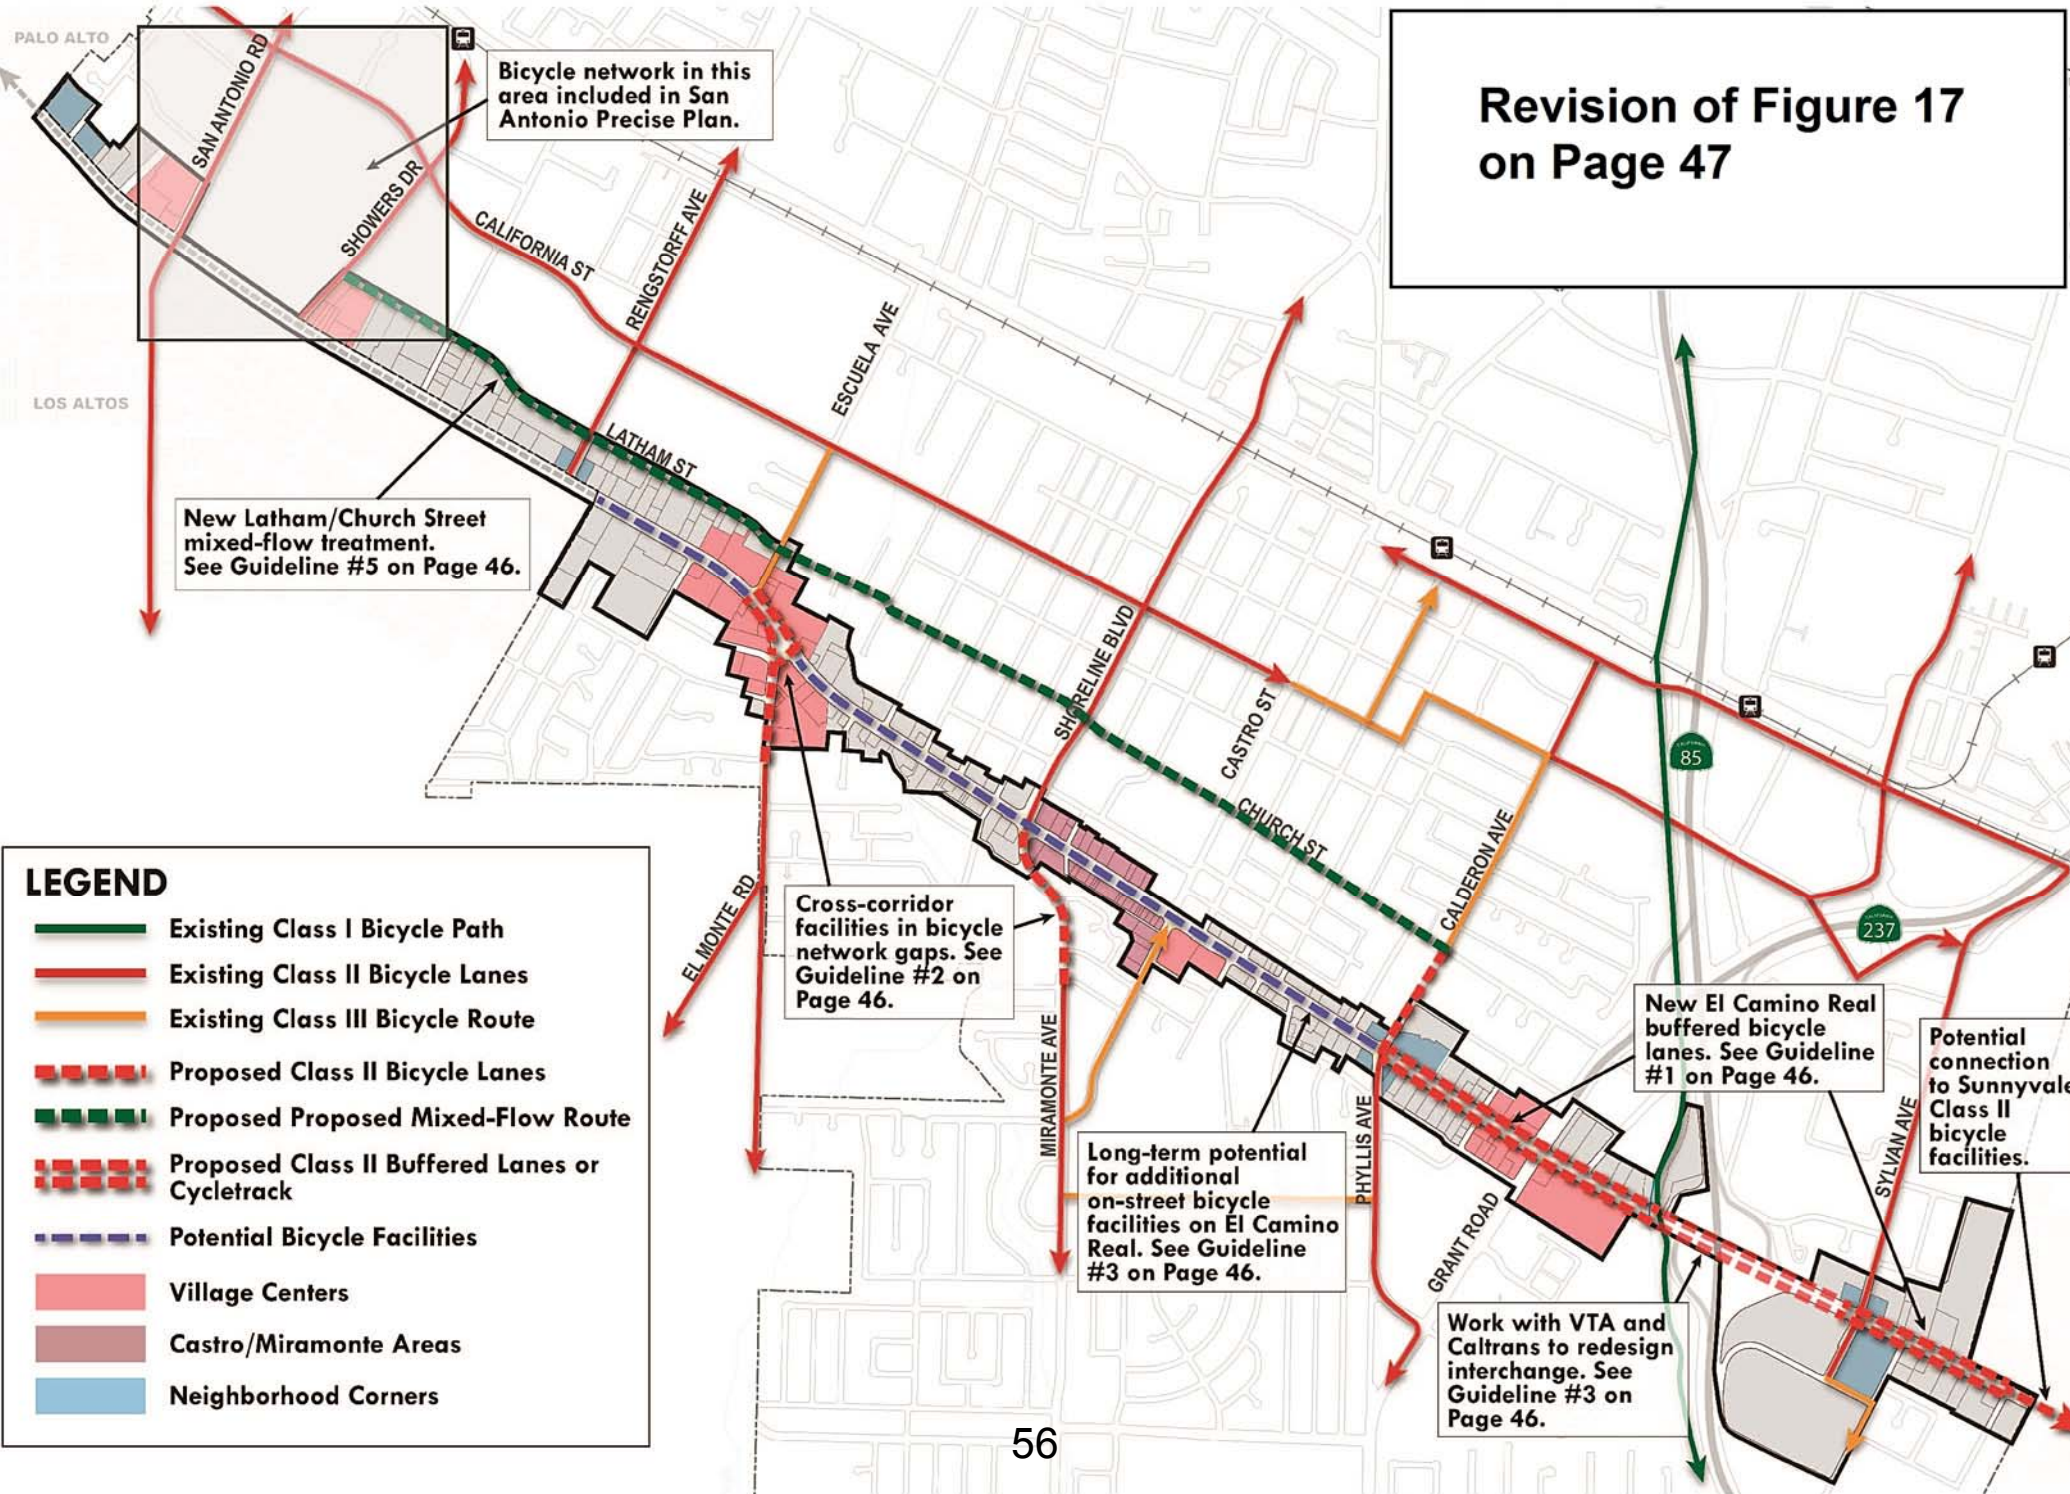 PALO ALTO
SAN ANTONIO RD
Bicycle network in this
area included in San
Antonio Precise Plan.
Revision of Figure 17
on Page 47
SHOWERS DR
CALIFORNIA ST
RENGSTORFF AVE
ESCUELA AVE
LOS ALTOS
LATHAM ST
New Latham/Church Street
mixed-flow treatment.
See Guideline #5 on Page 46.
SHORELINE BLVD
CASTRO ST
CALIFORNIA
85
CHURCH ST
CALDERON AVE
CALIFORNIA
237
EL MONTE RD
Cross-corridor
facilities in bicycle
network gaps. See
Guideline #2 on
Page 46.
MIRAMONTE AVE
New El Camino Real
buffered bicycle
lanes. See Guideline
#1 on Page 46.
Potential
connection
to Sunnyvale
Class II
bicycle
facilities.
PHYLLIS AVE
SYLVAN AVE
Long-term potential
for additional
on-street bicycle
facilities on El Camino
Real. See Guideline
#3 on Page 46.
GRANT ROAD
Work with VTA and
Caltrans to redesign
interchange. See
Guideline #3 on
Page 46.
LEGEND
Existing Class I Bicycle Path
Existing Class II Bicycle Lanes
Existing Class III Bicycle Route
Proposed Class II Bicycle Lanes
Proposed Proposed Mixed-Flow Route
Proposed Class II Buffered Lanes or
Cycletrack
Potential Bicycle Facilities
Village Centers
Castro/Miramonte Areas
Neighborhood Corners
56